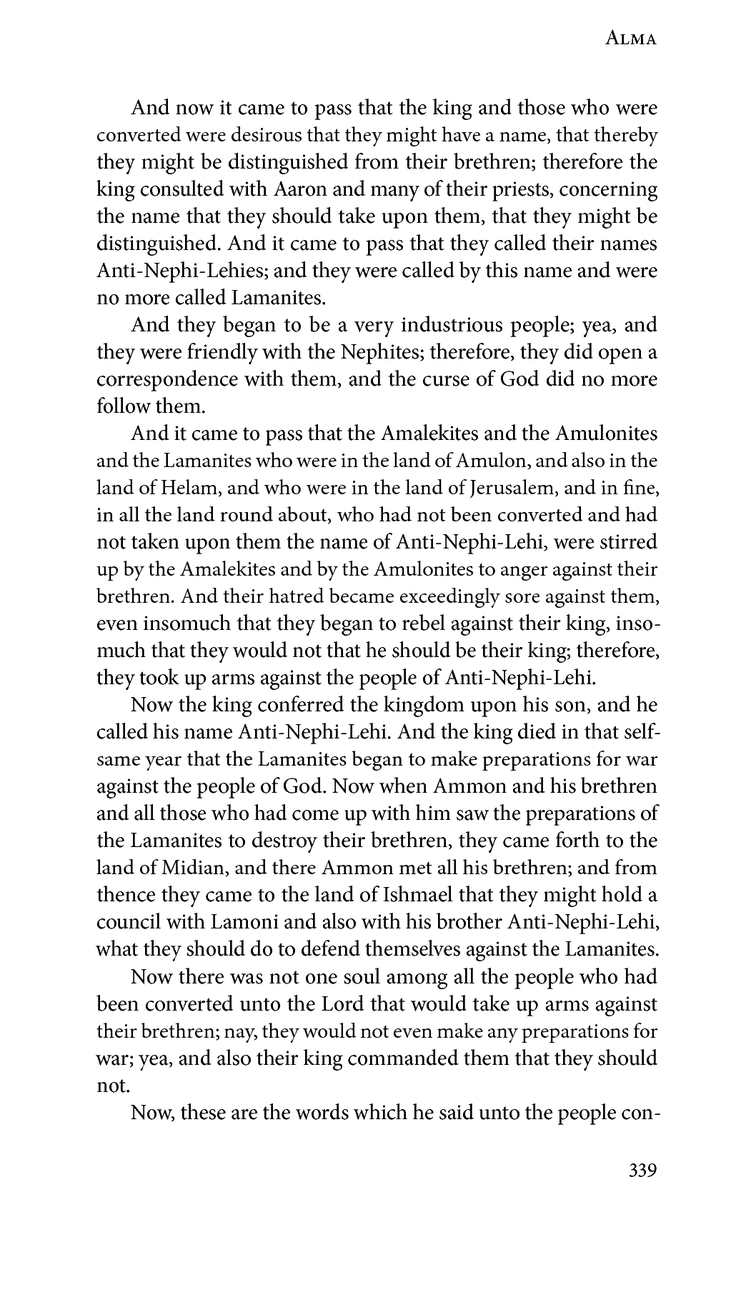 Alma
And now it came to pass that the king and those who were
converted were desirous that they might have a name, that thereby
they might be distinguished from their brethren; therefore the
king consulted with Aaron and many of their priests, concerning
the name that they should take upon them, that they might be
distinguished. And it came to pass that they called their names
Anti-Nephi-Lehies; and they were called by this name and were
no more called Lamanites.
And they began to be a very industrious people; yea, and
they were friendly with the Nephites; therefore, they did open a
correspondence with them, and the curse of God did no more
follow them.
And it came to pass that the Amalekites and the Amulonites
and the Lamanites who were in the land of Amulon, and also in the
land of Helam, and who were in the land of Jerusalem, and in fine,
in all the land round about, who had not been converted and had
not taken upon them the name of Anti-Nephi-Lehi, were stirred
up by the Amalekites and by the Amulonites to anger against their
brethren. And their hatred became exceedingly sore against them,
even insomuch that they began to rebel against their king, inso-
much that they would not that he should be their king; therefore,
they took up arms against the people of Anti-Nephi-Lehi.
Now the king conferred the kingdom upon his son, and he
called his name Anti-Nephi-Lehi. And the king died in that self-
same year that the Lamanites began to make preparations for war
against the people of God. Now when Ammon and his brethren
and all those who had come up with him saw the preparations of
the Lamanites to destroy their brethren, they came forth to the
land of Midian, and there Ammon met all his brethren; and from
thence they came to the land of Ishmael that they might hold a
council with Lamoni and also with his brother Anti-Nephi-Lehi,
what they should do to defend themselves against the Lamanites.
Now there was not one soul among all the people who had
been converted unto the Lord that would take up arms against
their brethren; nay, they would not even make any preparations for
war; yea, and also their king commanded them that they should
not.
Now, these are the words which he said unto the people con-
339